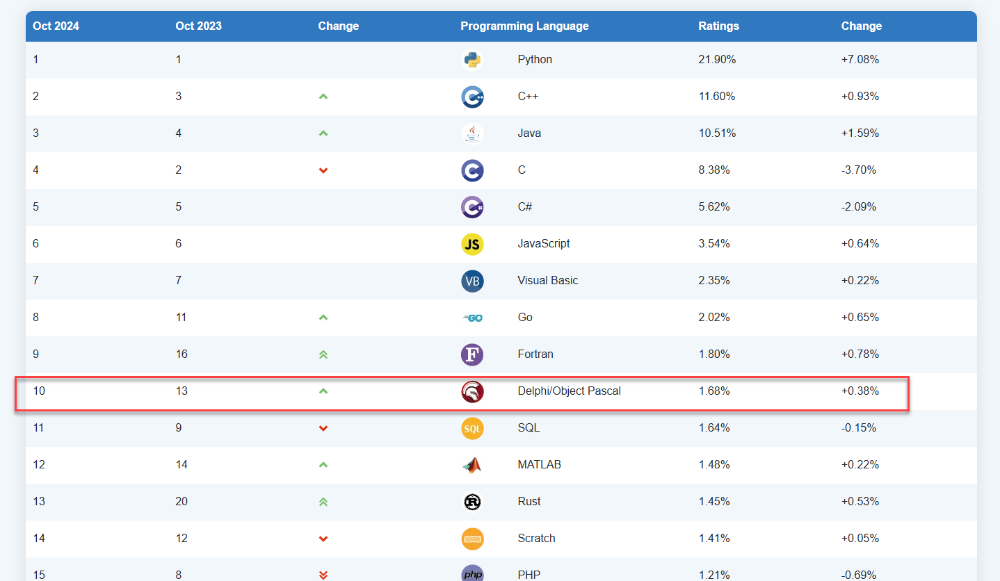 Oct 2024 Oct 2023 Change Programming Language Ratings Change
1 1 Python 21.90% +7.08%
2 3 C++ 11.60% +0.93%
3 4 Java 10.51% +1.59%
4 2 C 8.38% -3.70%
5 5 C# 5.62% -2.09%
6 6 JS JavaScript 3.54% +0.64%
7 7 VB Visual Basic 2.35% +0.22%
8 11 GO Go 2.02% +0.65%
9 16 F Fortran 1.80% +0.78%
10 13 Delphi/Object Pascal 1.68% +0.38%
11 9 SQL SQL 1.64% -0.15%
12 14 MATLAB 1.48% +0.22%
13 20 R Rust 1.45% +0.53%
14 12 Scratch 1.41% +0.05%
15 8 php PHP 1.21% -0.69%